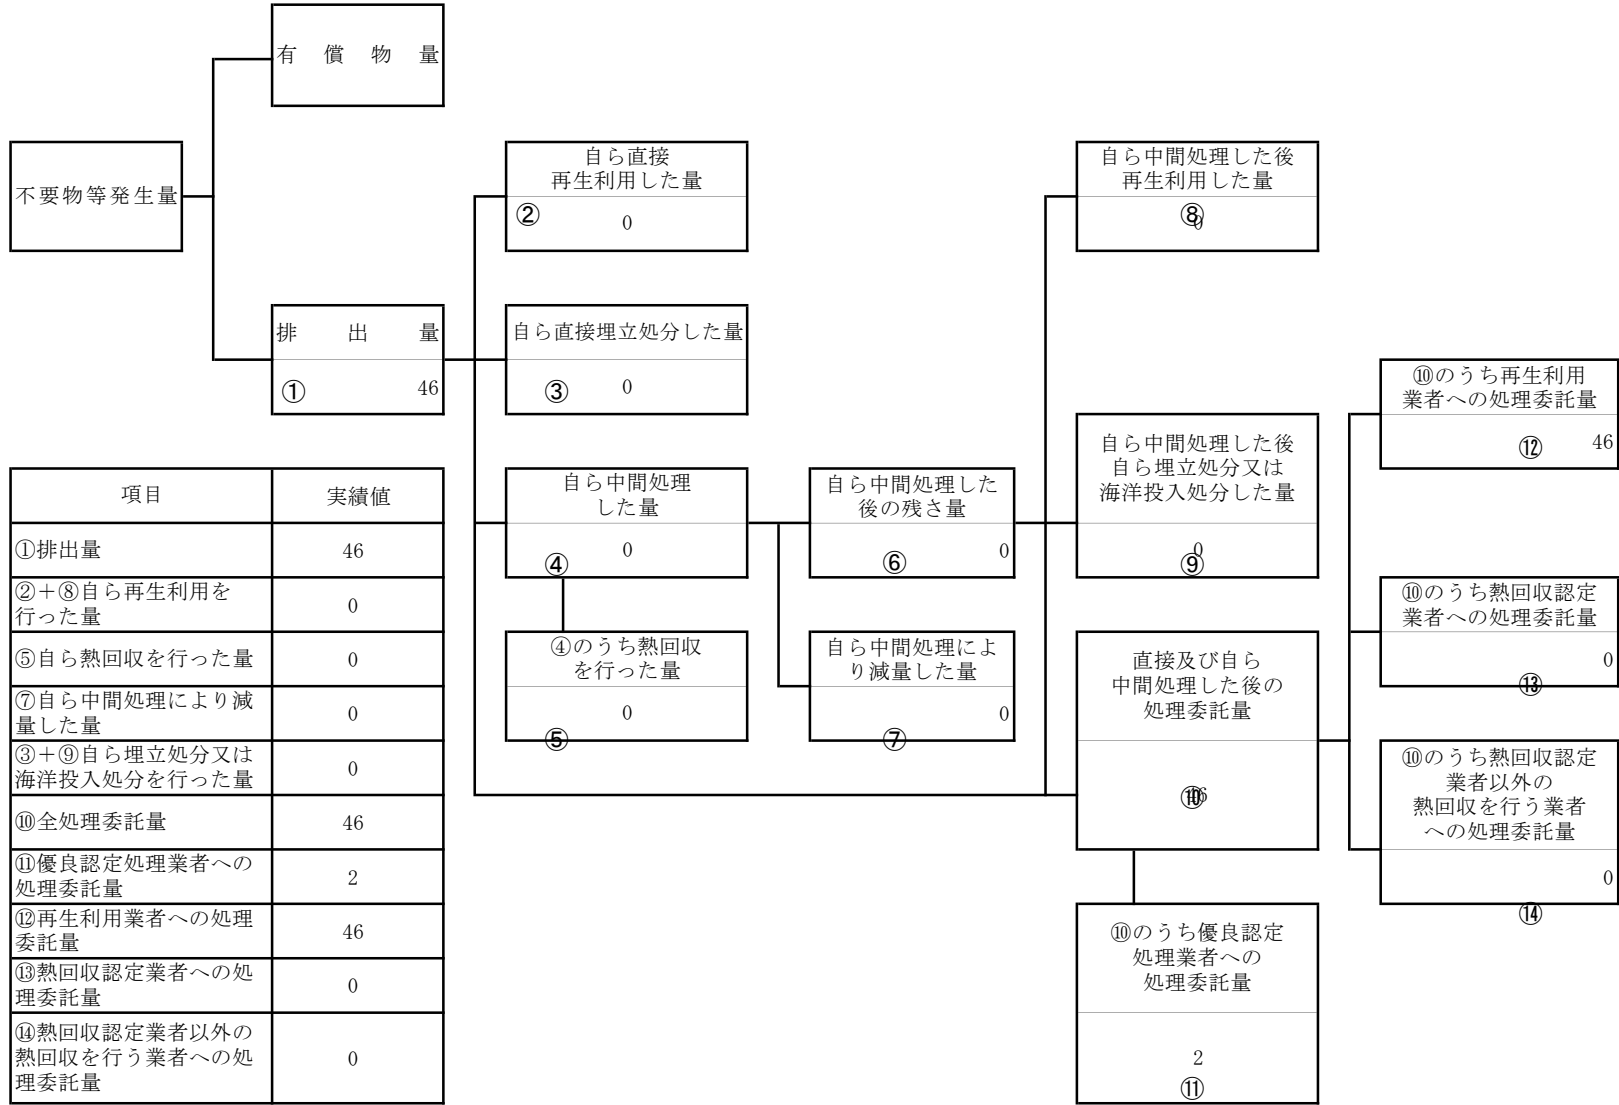 有償物量
不要物等発生量
排出量
① 46
自ら直接
再生利用した量
② 0
自ら直接埋立処分した量
③ 0
自ら中間処理
した量
④ 0
④のうち熱回収
を行った量
⑤ 0
自ら中間処理した
後の残さ量
⑥ 0
自ら中間処理によ
り減量した量
⑦ 0
自ら中間処理した後
再生利用した量
⑧ 0
自ら中間処理した後
自ら埋立処分又は
海洋投入処分した量
⑨ 0
直接及び自ら
中間処理した後の
処理委託量
⑩ 46
⑩のうち優良認定
処理業者への
処理委託量
2
⑪
⑩のうち再生利用
業者への処理委託量
⑫ 46
⑩のうち熱回収認定
業者への処理委託量
0
⑬
⑩のうち熱回収認定
業者以外の
熱回収を行う業者
への処理委託量
0
⑭
項目 実績値
①排出量 46
②+⑧自ら再生利用を
行った量 0
⑤自ら熱回収を行った量 0
⑦自ら中間処理により減
量した量 0
③+⑨自ら埋立処分又は
海洋投入処分を行った量 0
⑩全処理委託量 46
⑪優良認定処理業者への
処理委託量 2
⑫再生利用業者への処理
委託量 46
⑬熱回収認定業者への処
理委託量 0
⑭熱回収認定業者以外の
熱回収を行う業者への処
理委託量 0